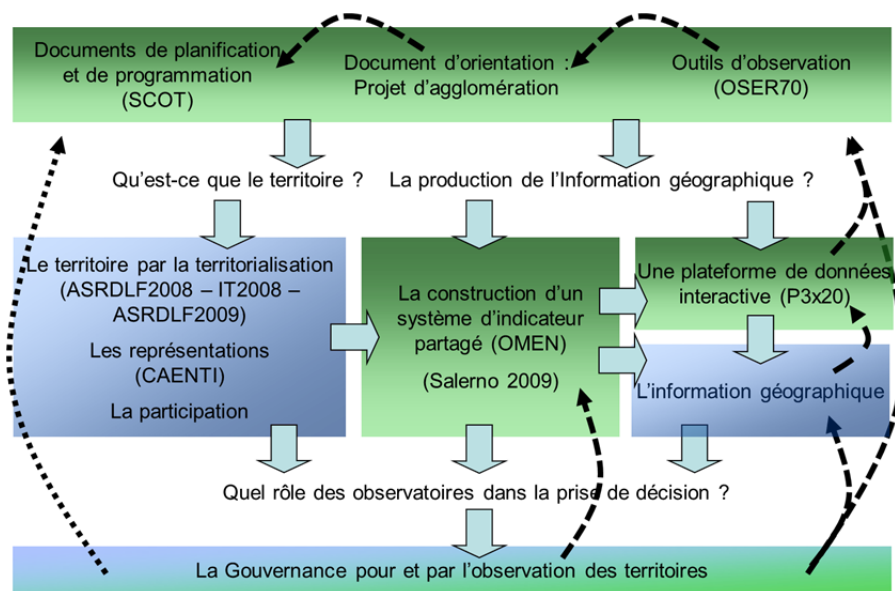 Documents de planification
et de programmation
(SCOT)
Document d'orientation :
Projet d'agglomération
Outils d'observation
(OSER70)
Qu'est-ce que le territoire ?
La production de l'Information géographique ?
Le territoire par la territorialisation
(ASRDLF2008 – IT2008 –
ASRDLF2009)
Les représentations
(CAENTI)
La participation
La construction d'un
système d'indicateur
partagé (OMEN)
(Salerno 2009)
Une plateforme de données
interactive (P3x20)
L'information géographique
Quel rôle des observatoires dans la prise de décision ?
La Gouvernance pour et par l'observation des territoires